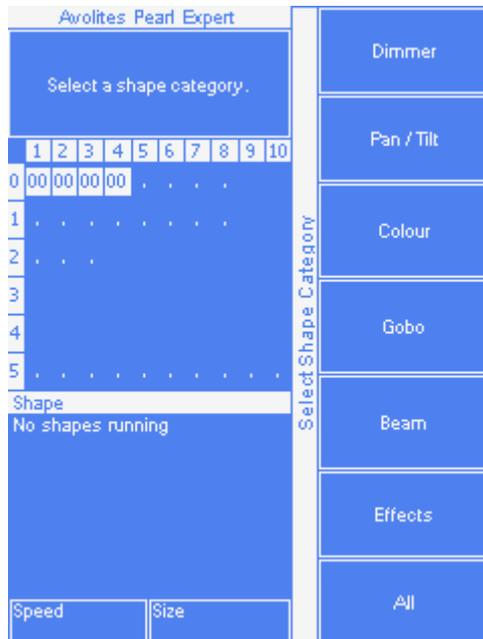 Avolites Pearl Expert
Select a shape category.
1 2 3 4 5 6 7 8 9 10
0 00 00 00 00 . . . .
1 . . . . . . . .
2 . . .
3
4
5 . . . . . . . . . .
Shape
No shapes running
Speed Size
Select Shape Category
Dimmer
Pan / Tilt
Colour
Gobo
Beam
Effects
All